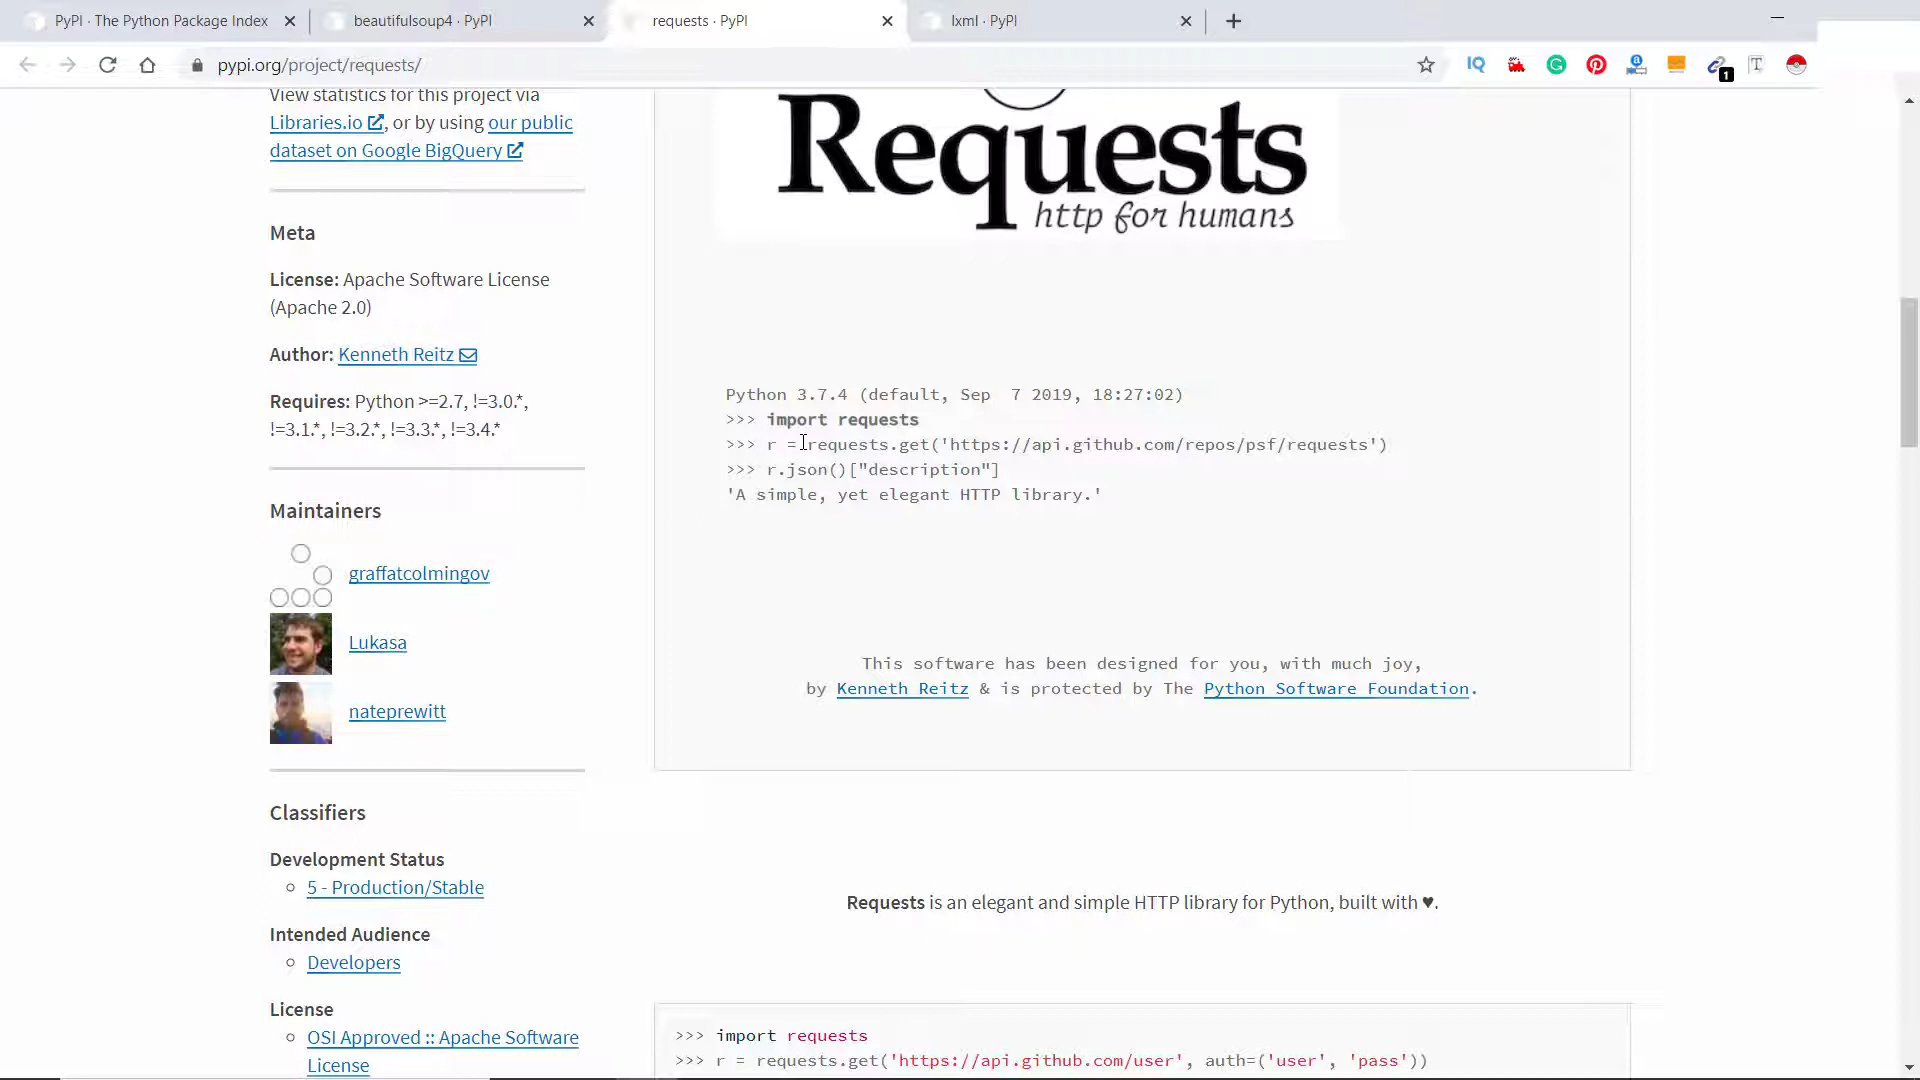 PyPI · The Python Package Index
beautifulsoup4 · PyPI
requests · PyPI
lxml · PyPI
pypi.org/project/requests/
IQ
1
T
View statistics for this project via
Libraries.io, or by using our public
dataset on Google BigQuery
Meta
License: Apache Software License
(Apache 2.0)
Author: Kenneth Reitz
Requires: Python >=2.7, !=3.0.*,
!=3.1.*, !=3.2.*, !=3.3.*, !=3.4.*
Maintainers
graffatcolmingov
Lukasa
nateprewitt
Classifiers
Development Status
5 - Production/Stable
Intended Audience
Developers
License
OSI Approved :: Apache Software
License
Requests
http for humans
Python 3.7.4 (default, Sep  7 2019, 18:27:02)
>>> import requests
>>> r = requests.get('https://api.github.com/repos/psf/requests')
>>> r.json()["description"]
'A simple, yet elegant HTTP library.'
This software has been designed for you, with much joy,
by Kenneth Reitz & is protected by The Python Software Foundation.
Requests is an elegant and simple HTTP library for Python, built with ♥.
>>> import requests
>>> r = requests.get('https://api.github.com/user', auth=('user', 'pass'))